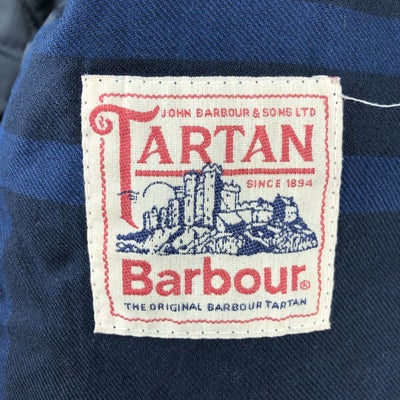 JOHN BARBOUR & SONS LTD
TARTAN
SINCE 1894
Barbour®
THE ORIGINAL BARBOUR TARTAN